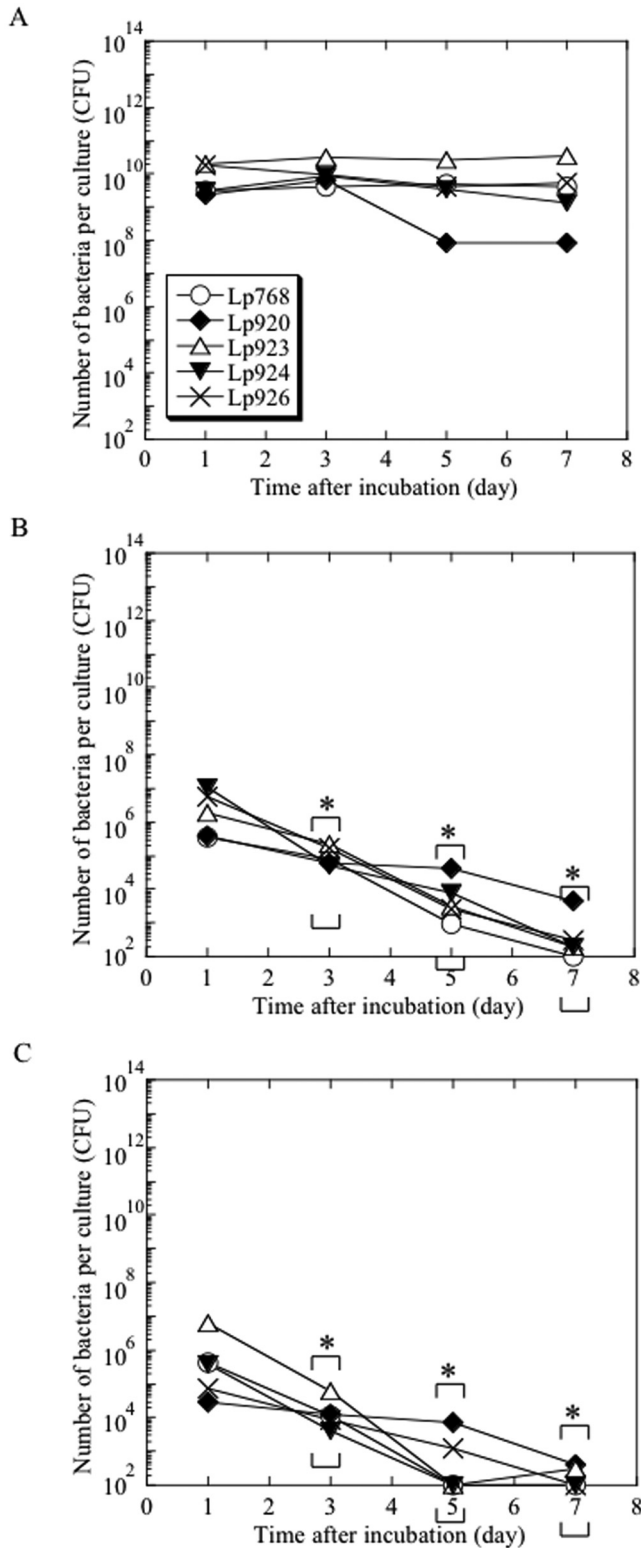 A
Number of bacteria per culture (CFU)
10^14
10^12
10^10
10^8
10^6
10^4
10^2
Lp768
Lp920
Lp923
Lp924
Lp926
0 1 2 3 4 5 6 7 8
Time after incubation (day)
B
Number of bacteria per culture (CFU)
10^14
10^12
10^10
10^8
10^6
10^4
10^2
*
*
*
0 1 2 3 4 5 6 7 8
Time after incubation (day)
C
Number of bacteria per culture (CFU)
10^14
10^12
10^10
10^8
10^6
10^4
10^2
*
*
*
0 1 2 3 4 5 6 7 8
Time after incubation (day)